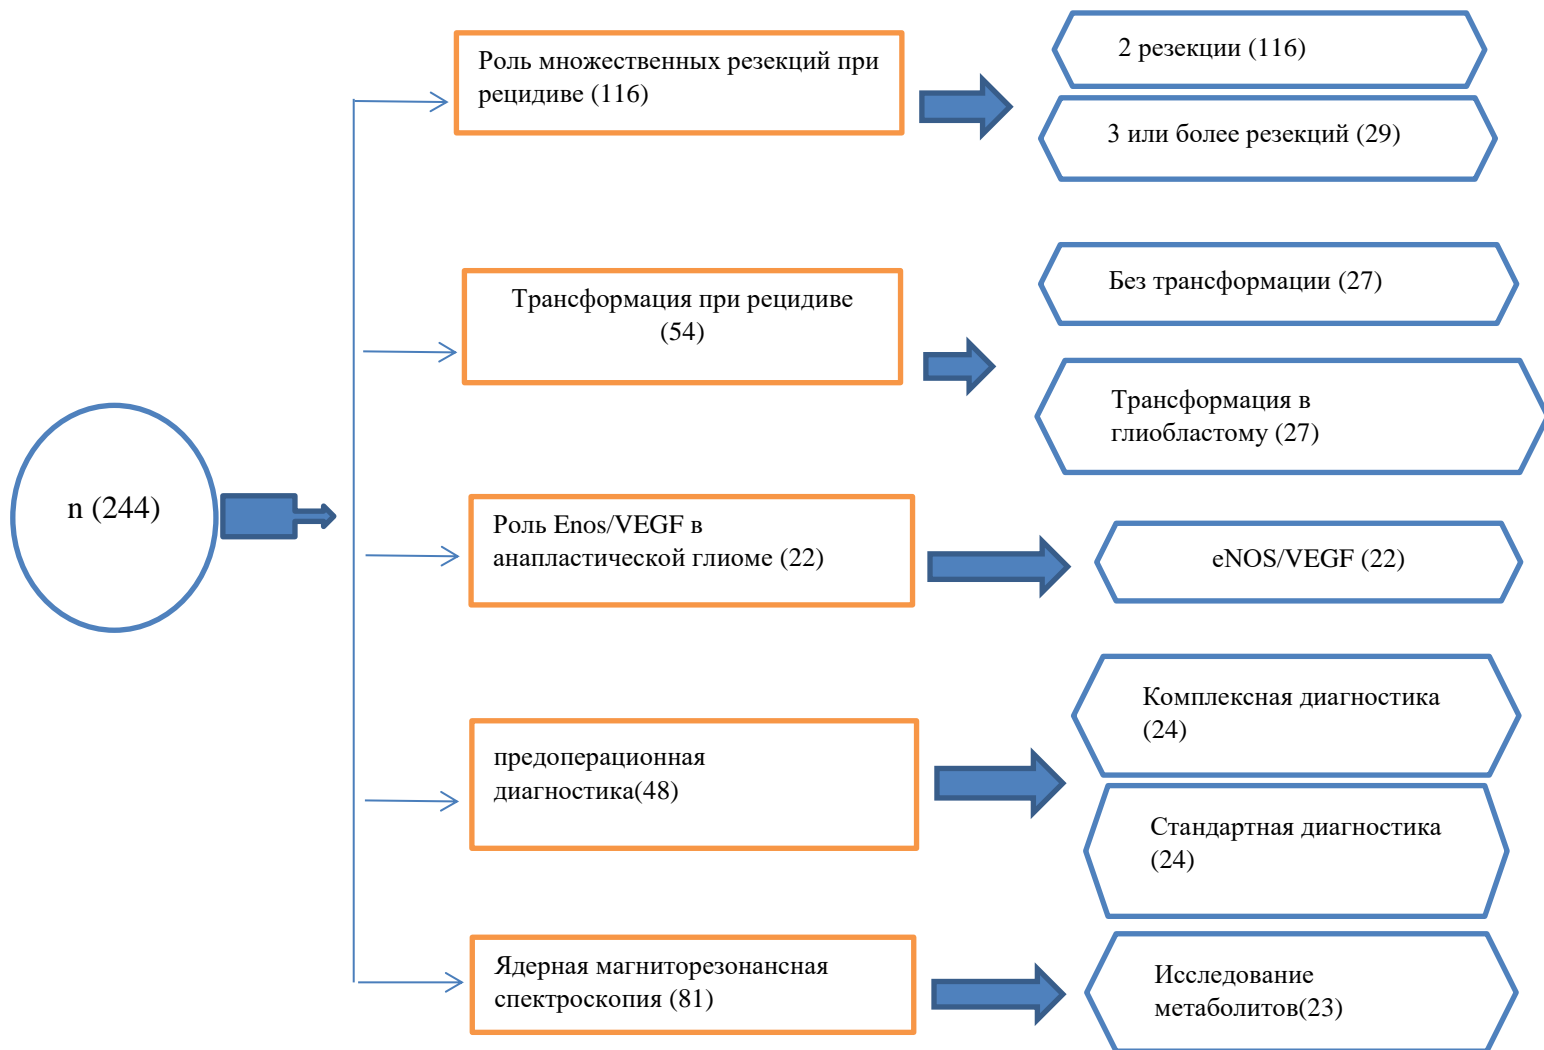 n (244)
Роль множественных резекций при
рецидиве (116)
2 резекции (116)
3 или более резекций (29)
Трансформация при рецидиве
(54)
Без трансформации (27)
Трансформация в
глиобластому (27)
Роль Enos/VEGF в
анапластической глиоме (22)
eNOS/VEGF (22)
предоперационная
диагностика(48)
Комплексная диагностика
(24)
Стандартная диагностика
(24)
Ядерная магниторезонансная
спектроскопия (81)
Исследование
метаболитов(23)